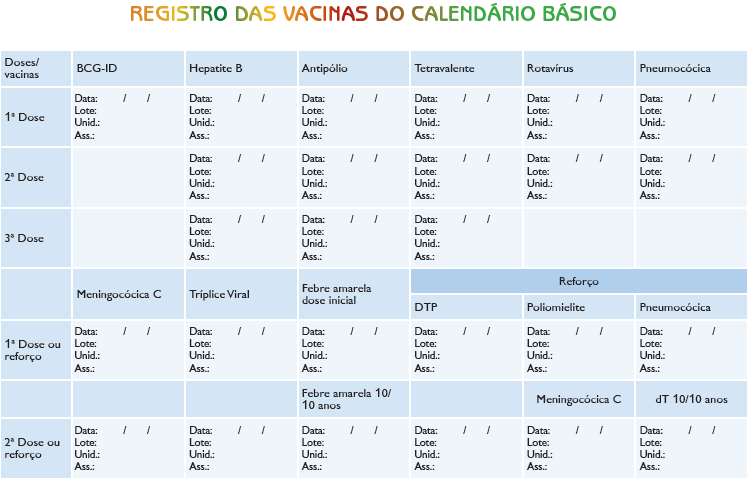 REGISTRO DAS VACINAS DO CALENDÁRIO BÁSICO
Doses/
vacinas
BCG-ID
Hepatite B
Antipólio
Tetravalente
Rotavírus
Pneumocócica
1ª Dose
Data: / /
Lote:
Unid.:
Ass.:
Data: / /
Lote:
Unid.:
Ass.:
Data: / /
Lote:
Unid.:
Ass.:
Data: / /
Lote:
Unid.:
Ass.:
Data: / /
Lote:
Unid.:
Ass.:
Data: / /
Lote:
Unid.:
Ass.:
2ª Dose
Data: / /
Lote:
Unid.:
Ass.:
Data: / /
Lote:
Unid.:
Ass.:
Data: / /
Lote:
Unid.:
Ass.:
Data: / /
Lote:
Unid.:
Ass.:
Data: / /
Lote:
Unid.:
Ass.:
3ª Dose
Data: / /
Lote:
Unid.:
Ass.:
Data: / /
Lote:
Unid.:
Ass.:
Data: / /
Lote:
Unid.:
Ass.:
Meningocócica C
Tríplice Viral
Febre amarela
dose inicial
Reforço
DTP
Poliomielite
Pneumocócica
1ª Dose ou
reforço
Data: / /
Lote:
Unid.:
Ass.:
Data: / /
Lote:
Unid.:
Ass.:
Data: / /
Lote:
Unid.:
Ass.:
Data: / /
Lote:
Unid.:
Ass.:
Data: / /
Lote:
Unid.:
Ass.:
Data: / /
Lote:
Unid.:
Ass.:
Febre amarela 10/
10 anos
Meningocócica C
dT 10/10 anos
2ª Dose ou
reforço
Data: / /
Lote:
Unid.:
Ass.:
Data: / /
Lote:
Unid.:
Ass.:
Data: / /
Lote:
Unid.:
Ass.:
Data: / /
Lote:
Unid.:
Ass.:
Data: / /
Lote:
Unid.:
Ass.:
Data: / /
Lote:
Unid.:
Ass.: